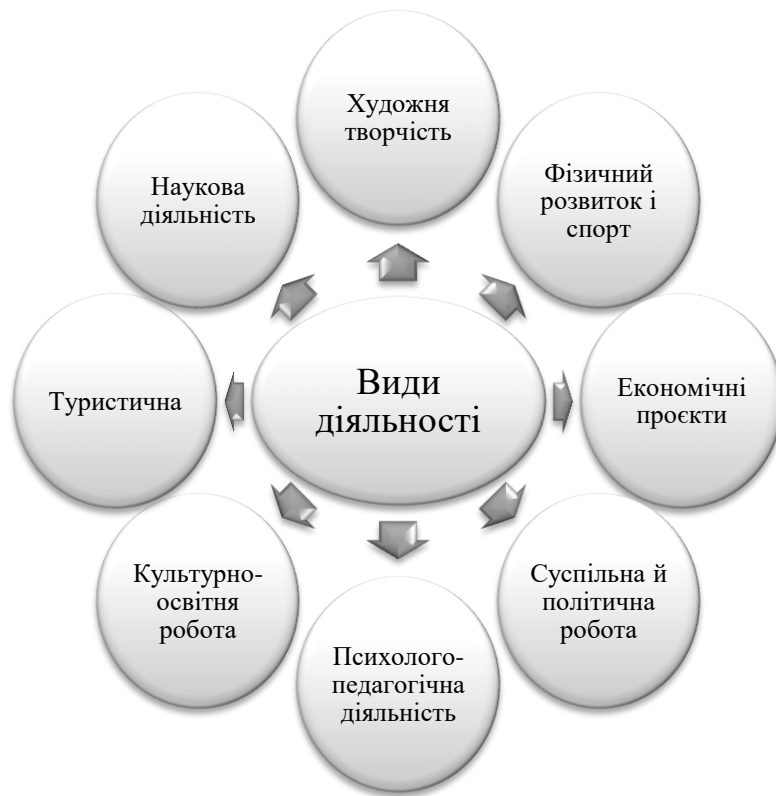 Художня
творчість
Фізичний
розвиток і
спорт
Економічні
проєкти
Суспільна й
політична
робота
Психолого-
педагогічна
діяльність
Культурно-
освітня
робота
Туристична
Наукова
діяльність
Види
діяльності